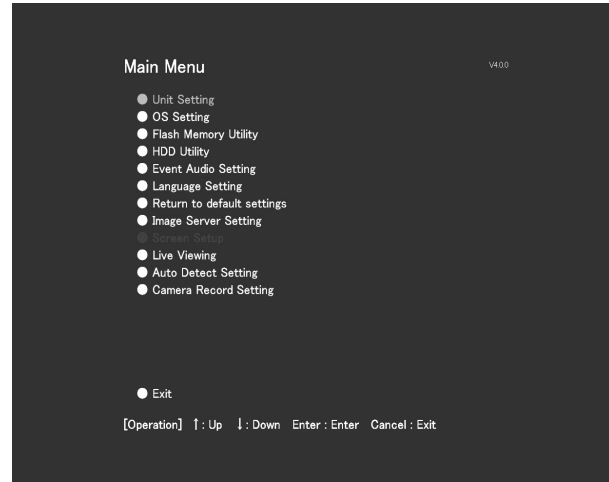 Main Menu
V4.0.0
Unit Setting
OS Setting
Flash Memory Utility
HDD Utility
Event Audio Setting
Language Setting
Return to default settings
Image Server Setting
Screen Setup
Live Viewing
Auto Detect Setting
Camera Record Setting
Exit
[Operation] ↑: Up ↓: Down Enter : Enter Cancel : Exit